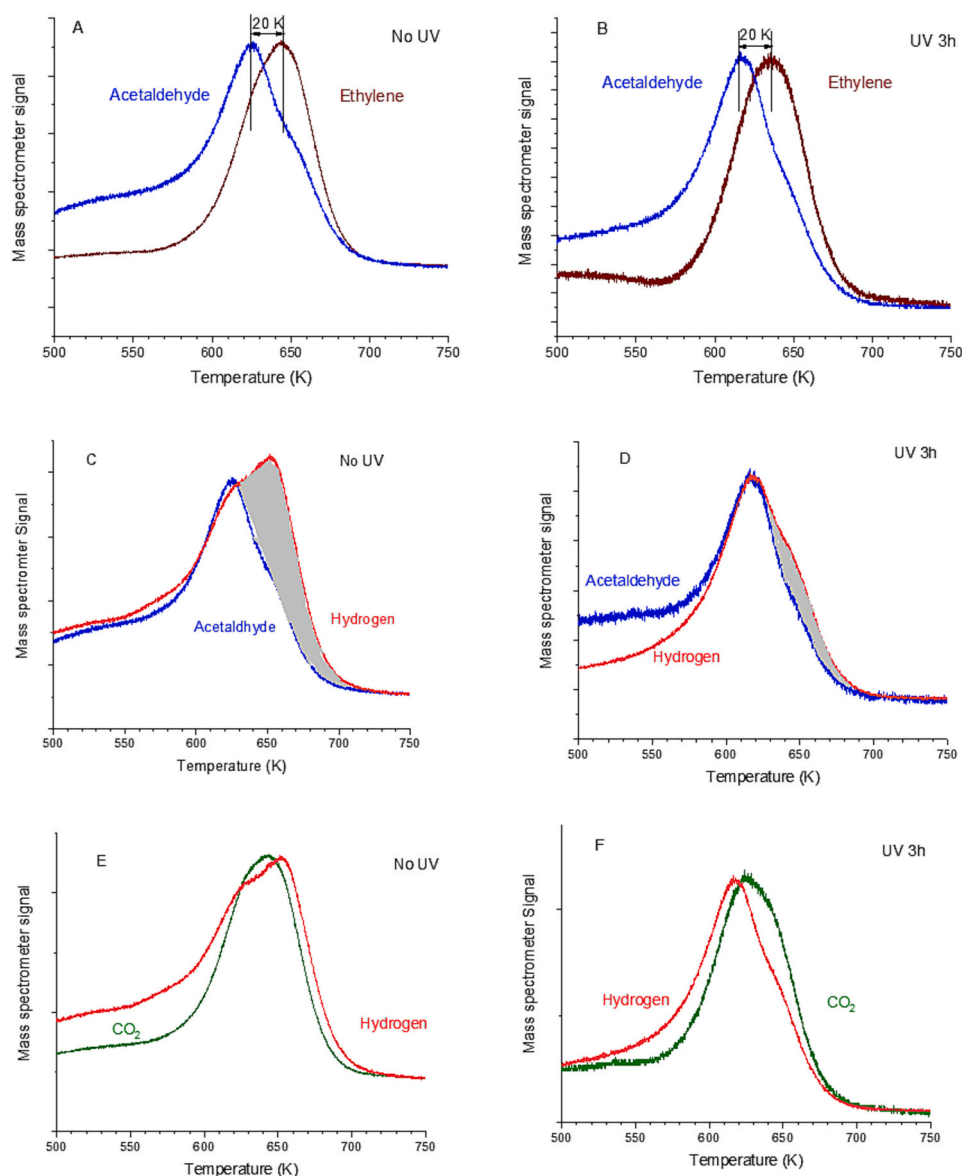 A
20 K
No UV
Acetaldehyde
Ethylene
Mass spectrometer signal
500 550 600 650 700 750
Temperature (K)
B
20 K
UV 3h
Acetaldehyde
Ethylene
Mass spectrometer signal
500 550 600 650 700 750
Temperature (K)
C
No UV
Acetaldhyde
Hydrogen
Mass spectromter Signal
500 550 600 650 700 750
Temperature (K)
D
UV 3h
Acetaldehyde
Hydrogen
Mass spectrometer signal
500 550 600 650 700 750
Temperature (K)
E
No UV
CO2
Hydrogen
Mass spectrometer signal
500 550 600 650 700 750
Temperature (K)
F
UV 3h
Hydrogen
CO2
Mass spectrometer Signal
500 550 600 650 700 750
Temperature (K)